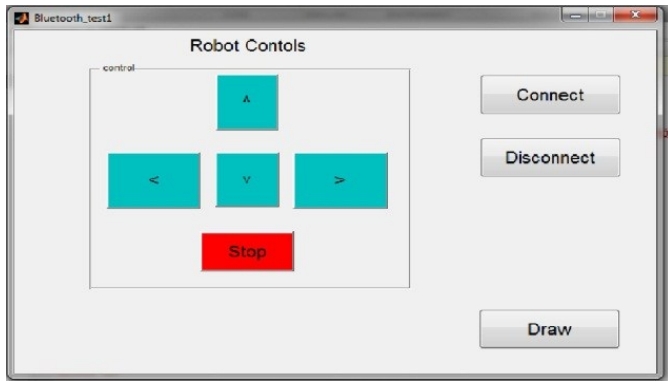 Bluetooth_test1
Robot Contols
control
^
Connect
< v >
Disconnect
Stop
Draw